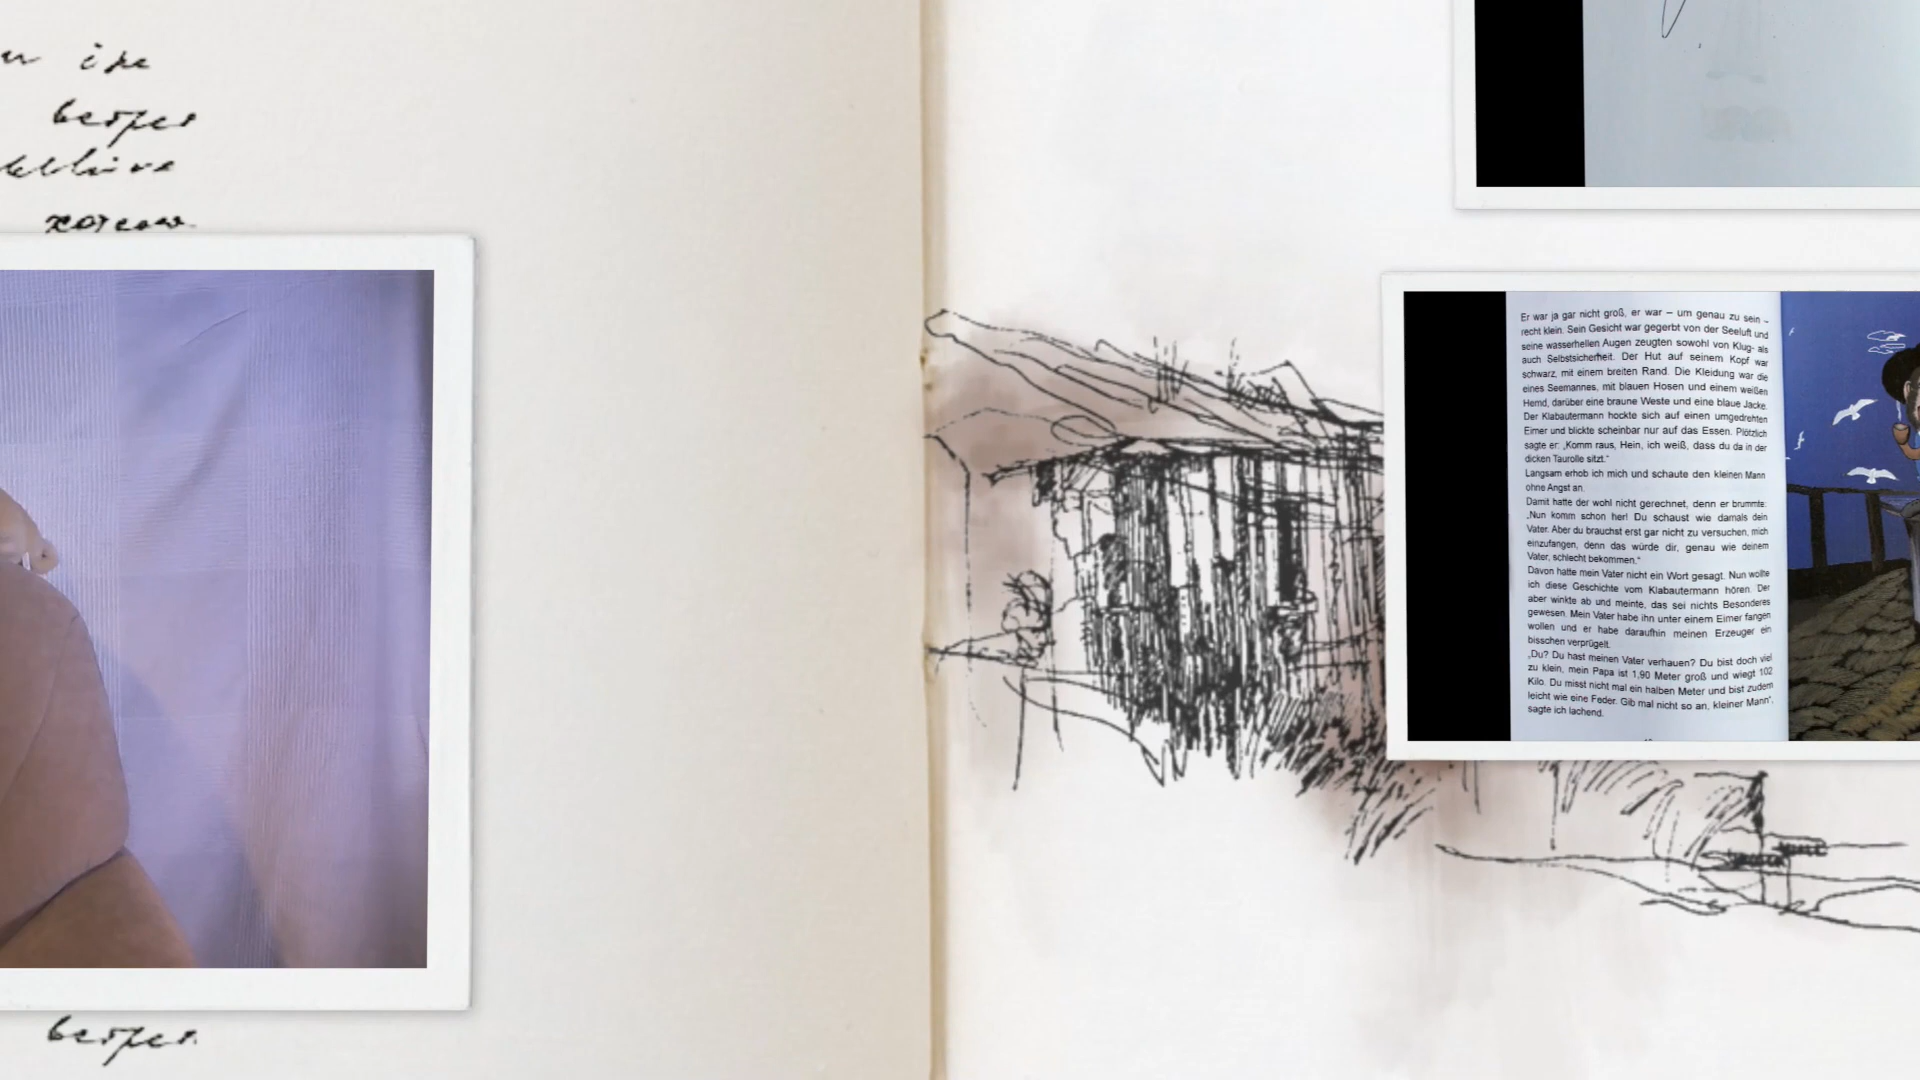 Er war ja gar nicht groß, er war – um genau zu sein –
recht klein. Sein Gesicht war gegerbt von der Seeluft und
seine wasserhellen Augen zeugten sowohl von Klug- als
auch Selbstsicherheit. Der Hut auf seinem Kopf war
schwarz, mit einem breiten Rand. Die Kleidung war die
eines Seemannes, mit blauen Hosen und einem weißen
Hemd, darüber eine braune Weste und eine blaue Jacke.
Der Klabautermann hockte sich auf einen umgedrehten
Eimer und blickte scheinbar nur auf das Essen. Plötzlich
sagte er: „Komm raus, Hein, ich weiß, dass du da in der
dicken Taurolle sitzt.“
Langsam erhob ich mich und schaute den kleinen Mann
ohne Angst an.
Damit hatte der wohl nicht gerechnet, denn er brummte:
„Nun komm schon her! Du schaust wie damals dein
Vater. Aber du brauchst erst gar nicht zu versuchen, mich
einzufangen, denn das würde dir, genau wie deinem
Vater, schlecht bekommen.“
Davon hatte mein Vater nicht ein Wort gesagt. Nun wollte
ich diese Geschichte vom Klabautermann hören. Der
aber winkte ab und meinte, das sei nichts Besonderes
gewesen. Mein Vater habe ihn unter einem Eimer fangen
wollen und er habe daraufhin meinen Erzeuger ein
bisschen verprügelt.
„Du? Du hast meinen Vater verhauen? Du bist doch viel
zu klein, mein Papa ist 1,90 Meter groß und wiegt 102
Kilo. Du misst nicht mal ein halben Meter und bist zudem
leicht wie eine Feder. Gib mal nicht so an, kleiner Mann“,
sagte ich lachend.